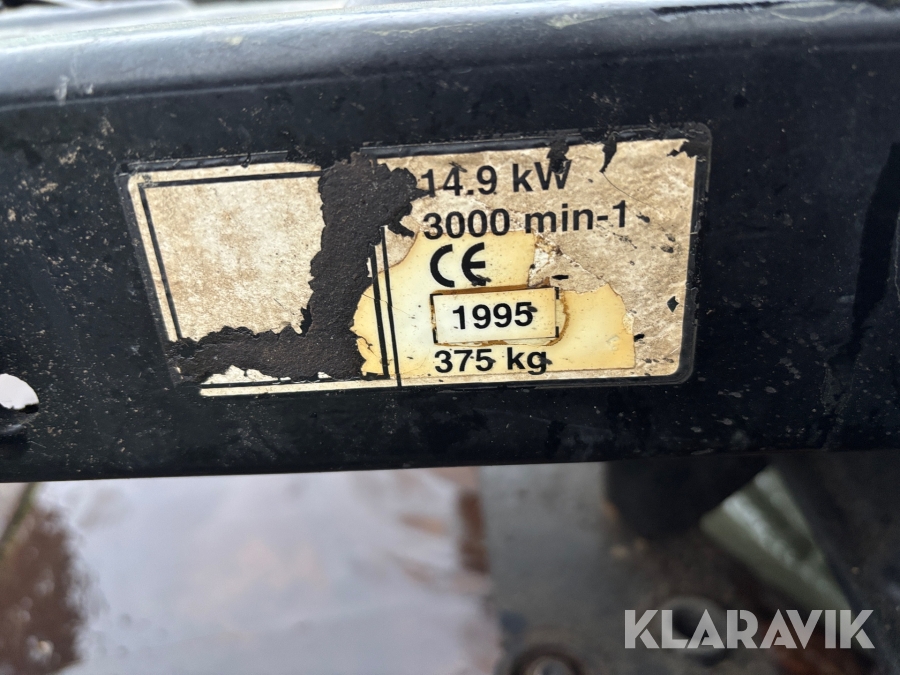 14.9 kW
3000 min-1
CE
1995
375 kg
KLARAVIK